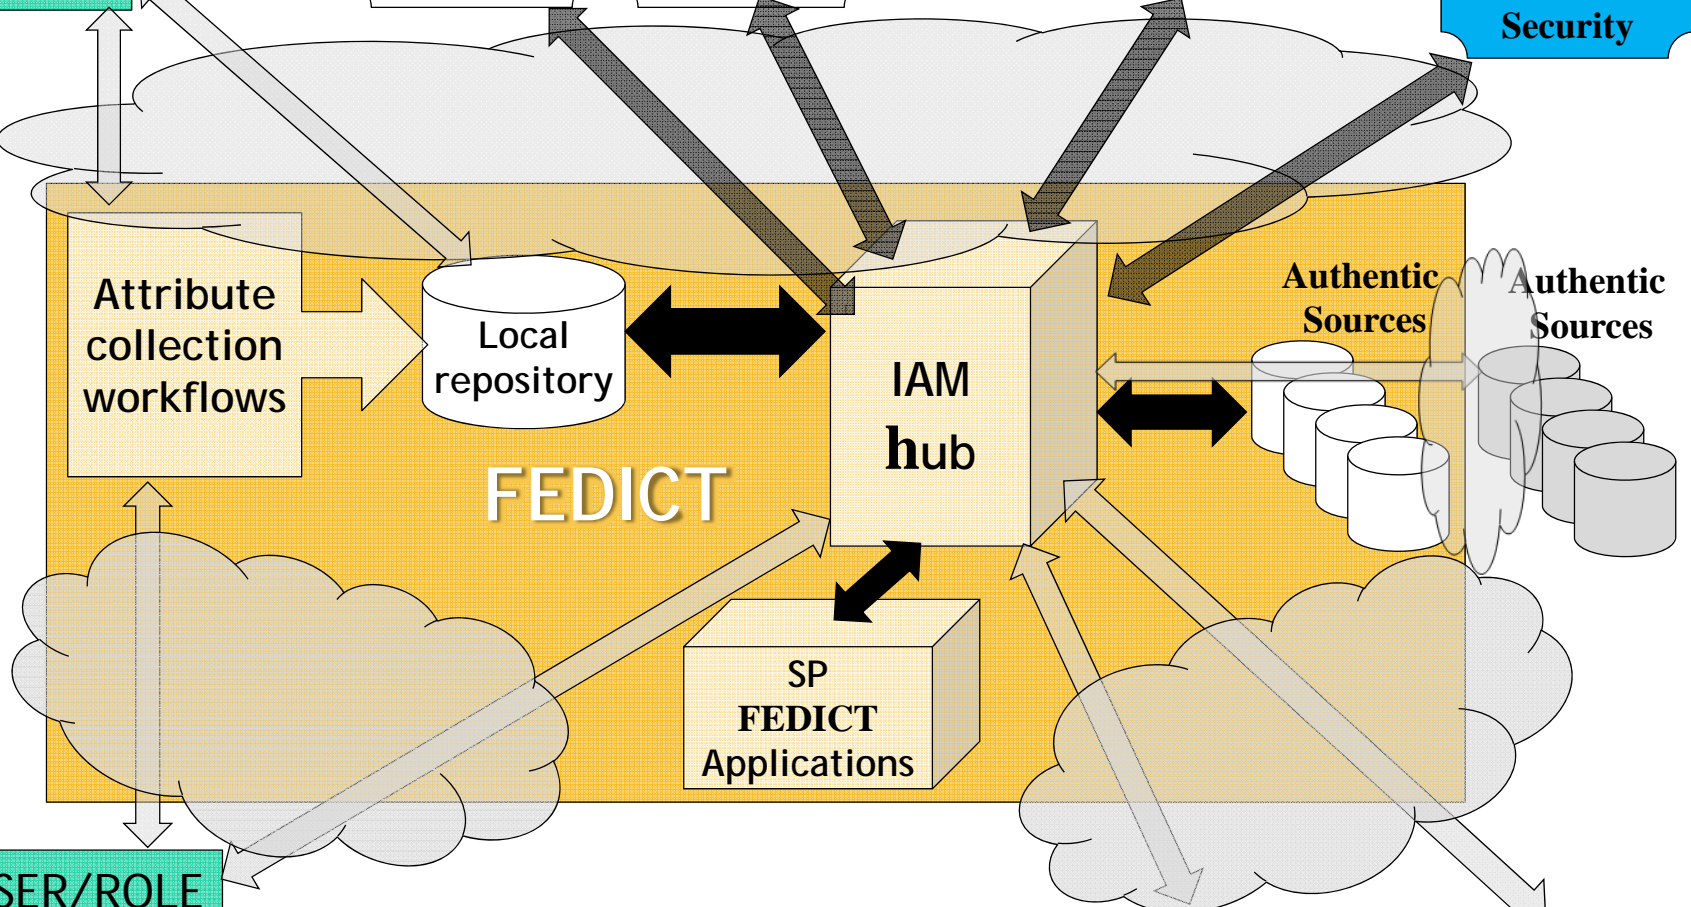 Security
Authentic
Sources
Authentic
Sources
Attribute
collection
workflows
Local
repository
IAM
hub
FEDICT
SP
FEDICT
Applications
SER/ROLE